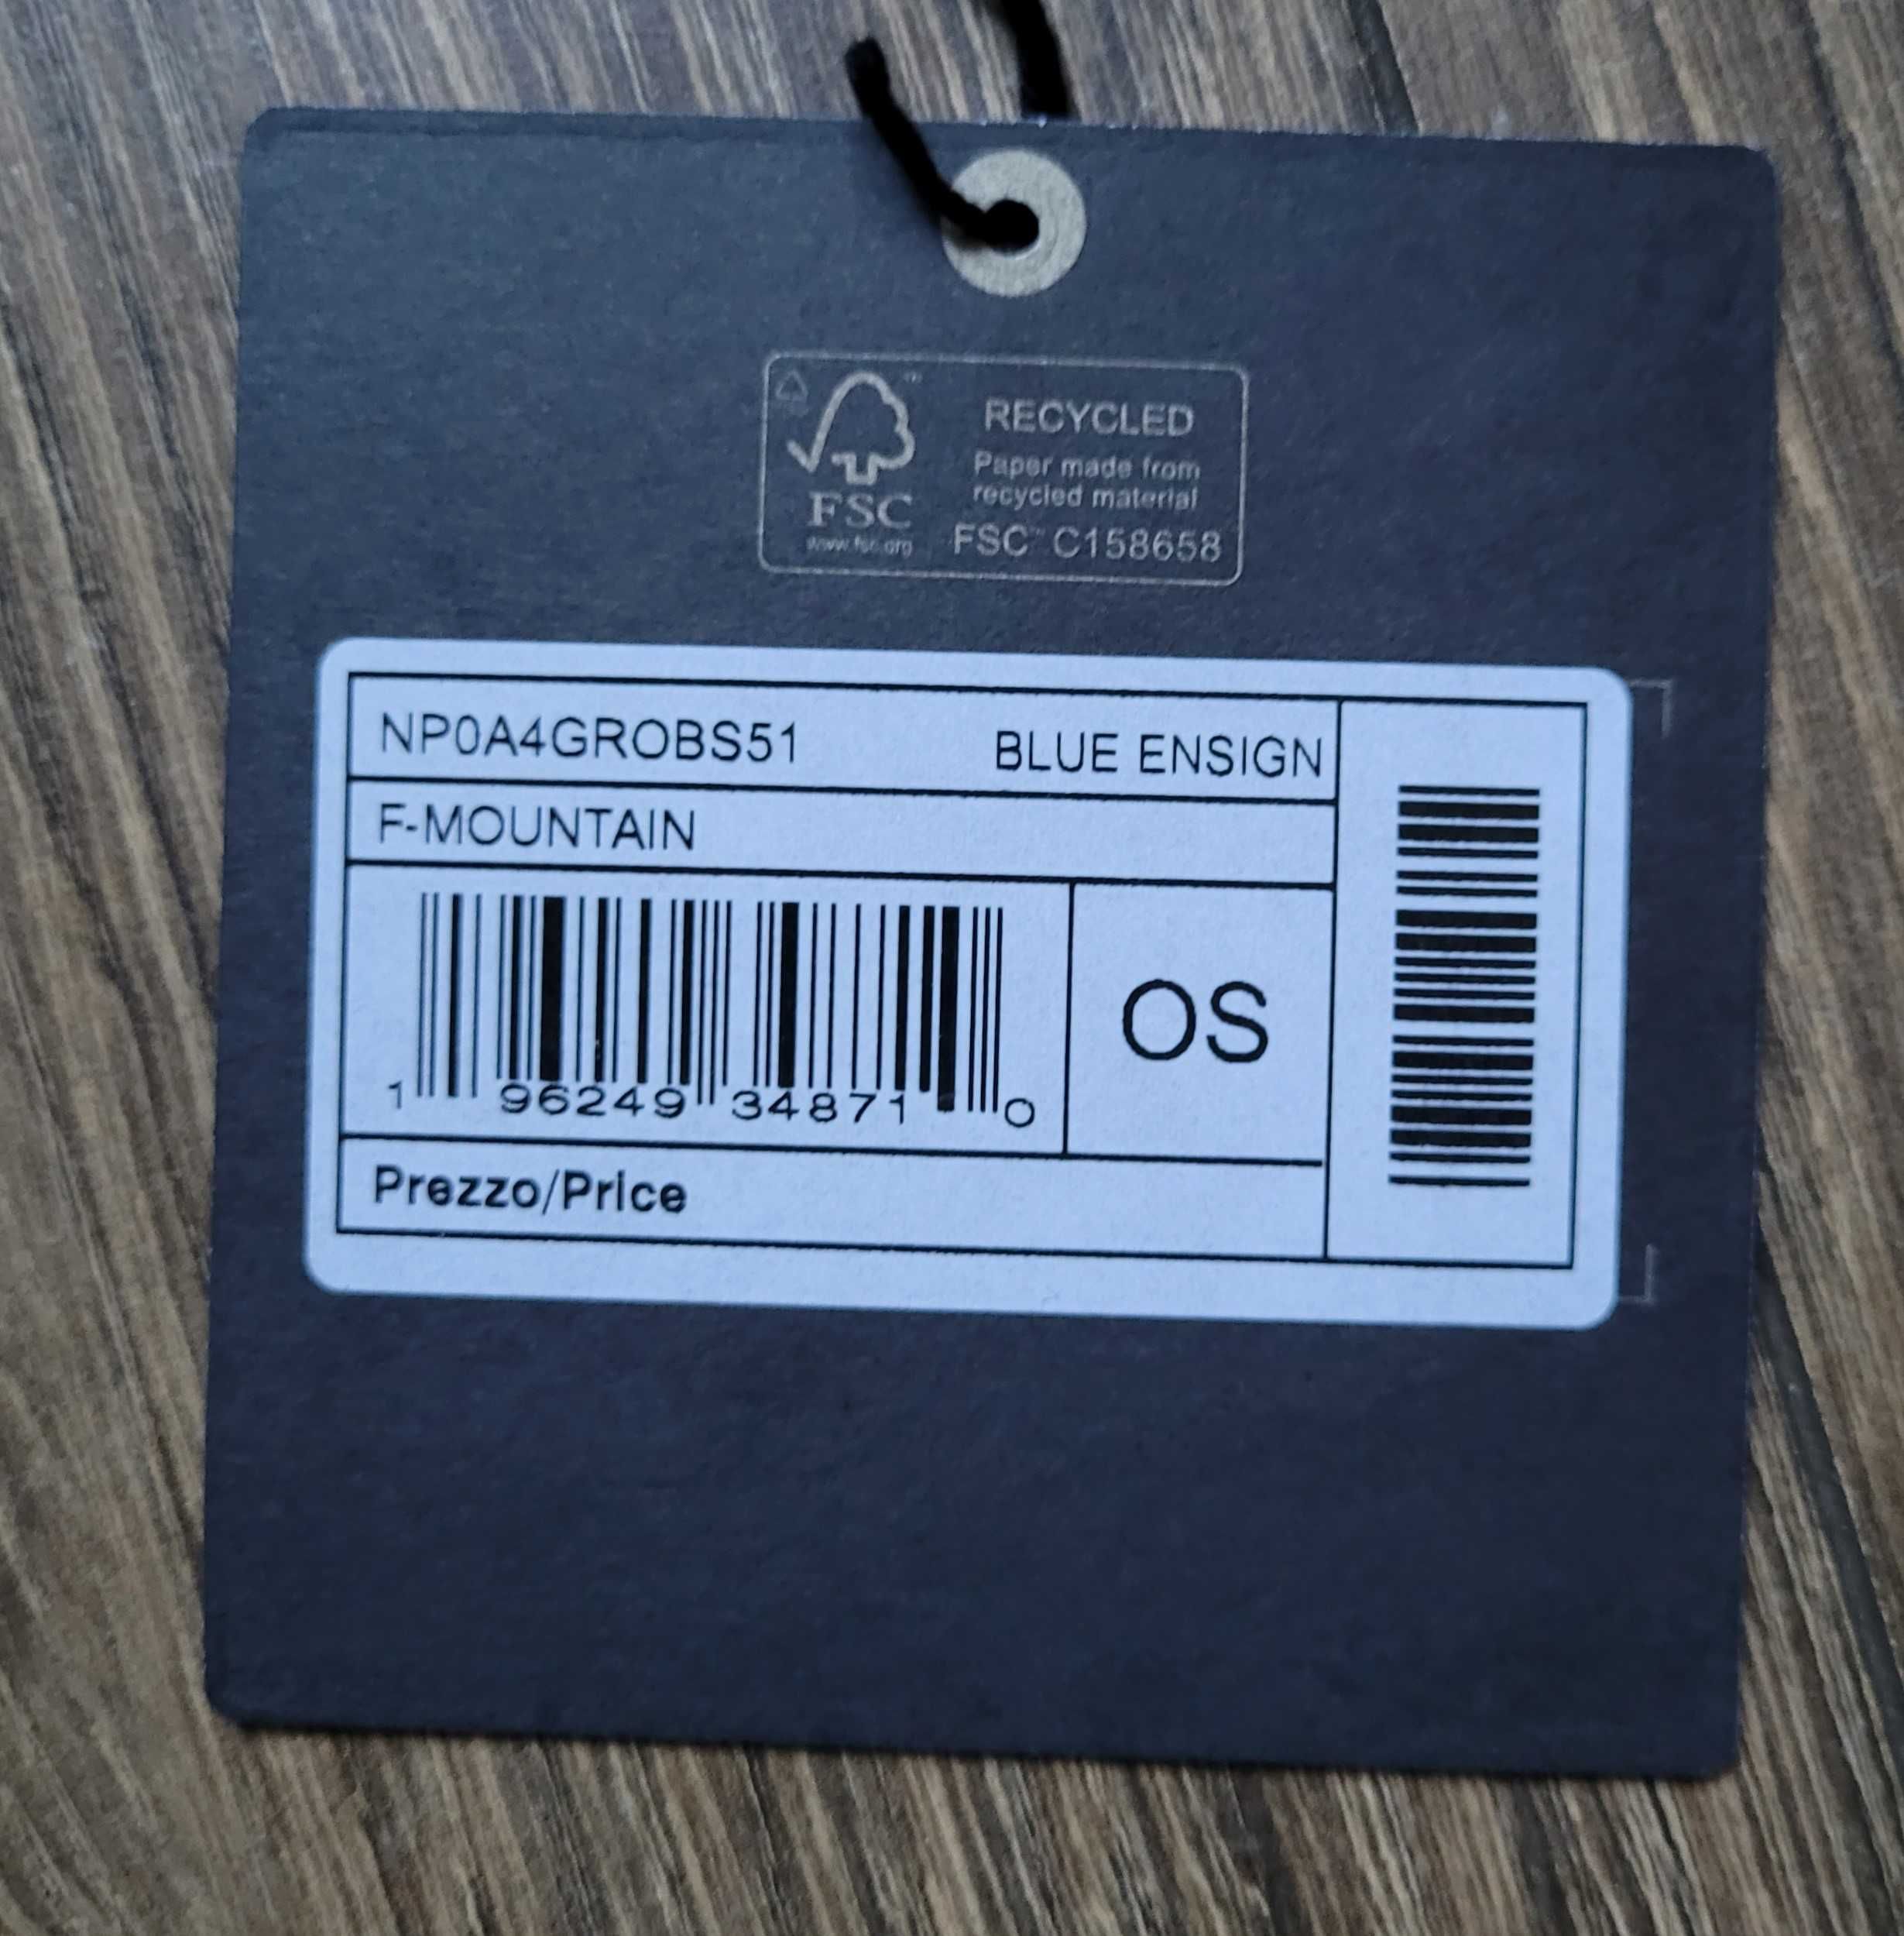 FSC
www.fsc.org
RECYCLED
Paper made from
recycled material
FSC™ C158658
NP0A4GROBS51 BLUE ENSIGN
F-MOUNTAIN
1 96249 34871 0
OS
Prezzo/Price